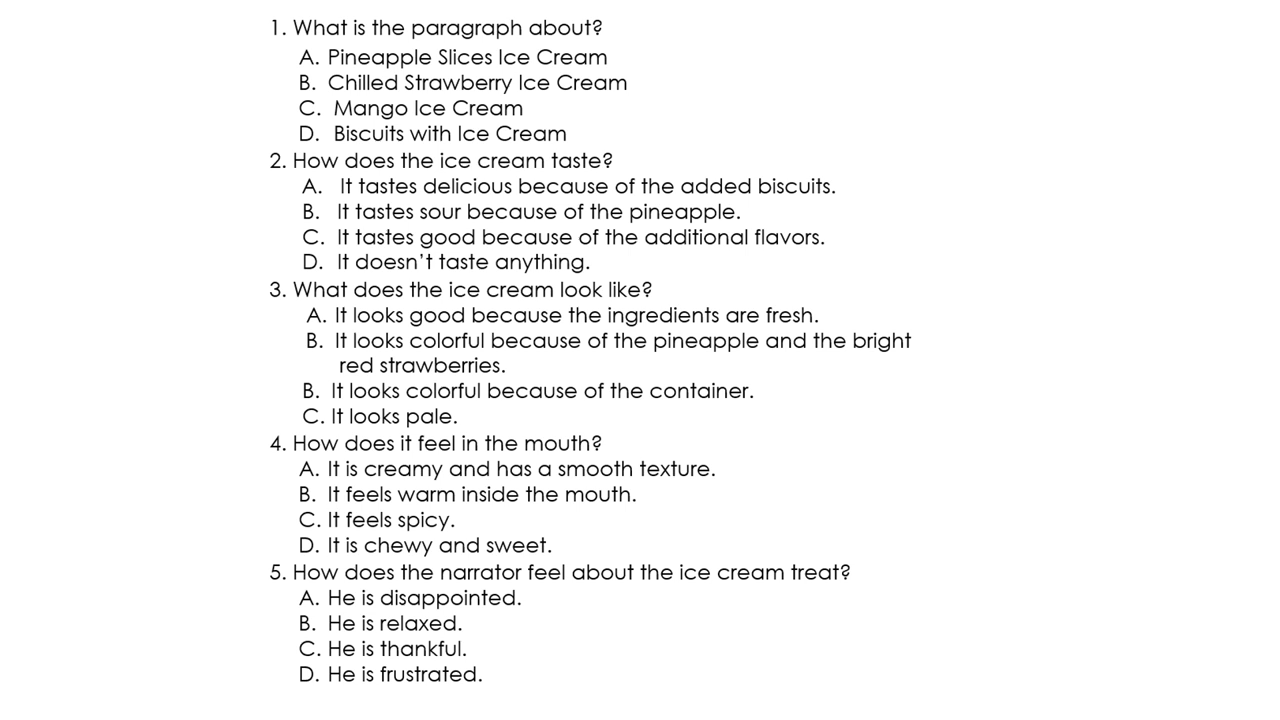 1. What is the paragraph about?
A. Pineapple Slices Ice Cream
B. Chilled Strawberry Ice Cream
C. Mango Ice Cream
D. Biscuits with Ice Cream
2. How does the ice cream taste?
A. It tastes delicious because of the added biscuits.
B. It tastes sour because of the pineapple.
C. It tastes good because of the additional flavors.
D. It doesn't taste anything.
3. What does the ice cream look like?
A. It looks good because the ingredients are fresh.
B. It looks colorful because of the pineapple and the bright
red strawberries.
B. It looks colorful because of the container.
C. It looks pale.
4. How does it feel in the mouth?
A. It is creamy and has a smooth texture.
B. It feels warm inside the mouth.
C. It feels spicy.
D. It is chewy and sweet.
5. How does the narrator feel about the ice cream treat?
A. He is disappointed.
B. He is relaxed.
C. He is thankful.
D. He is frustrated.